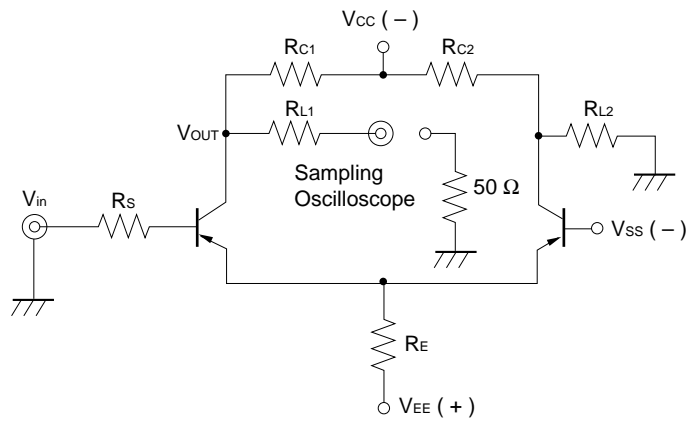 VCC (−)
RC1
RC2
RL1
RL2
VOUT
Sampling
Oscilloscope
50 Ω
Vin
RS
VSS (−)
RE
VEE (+)